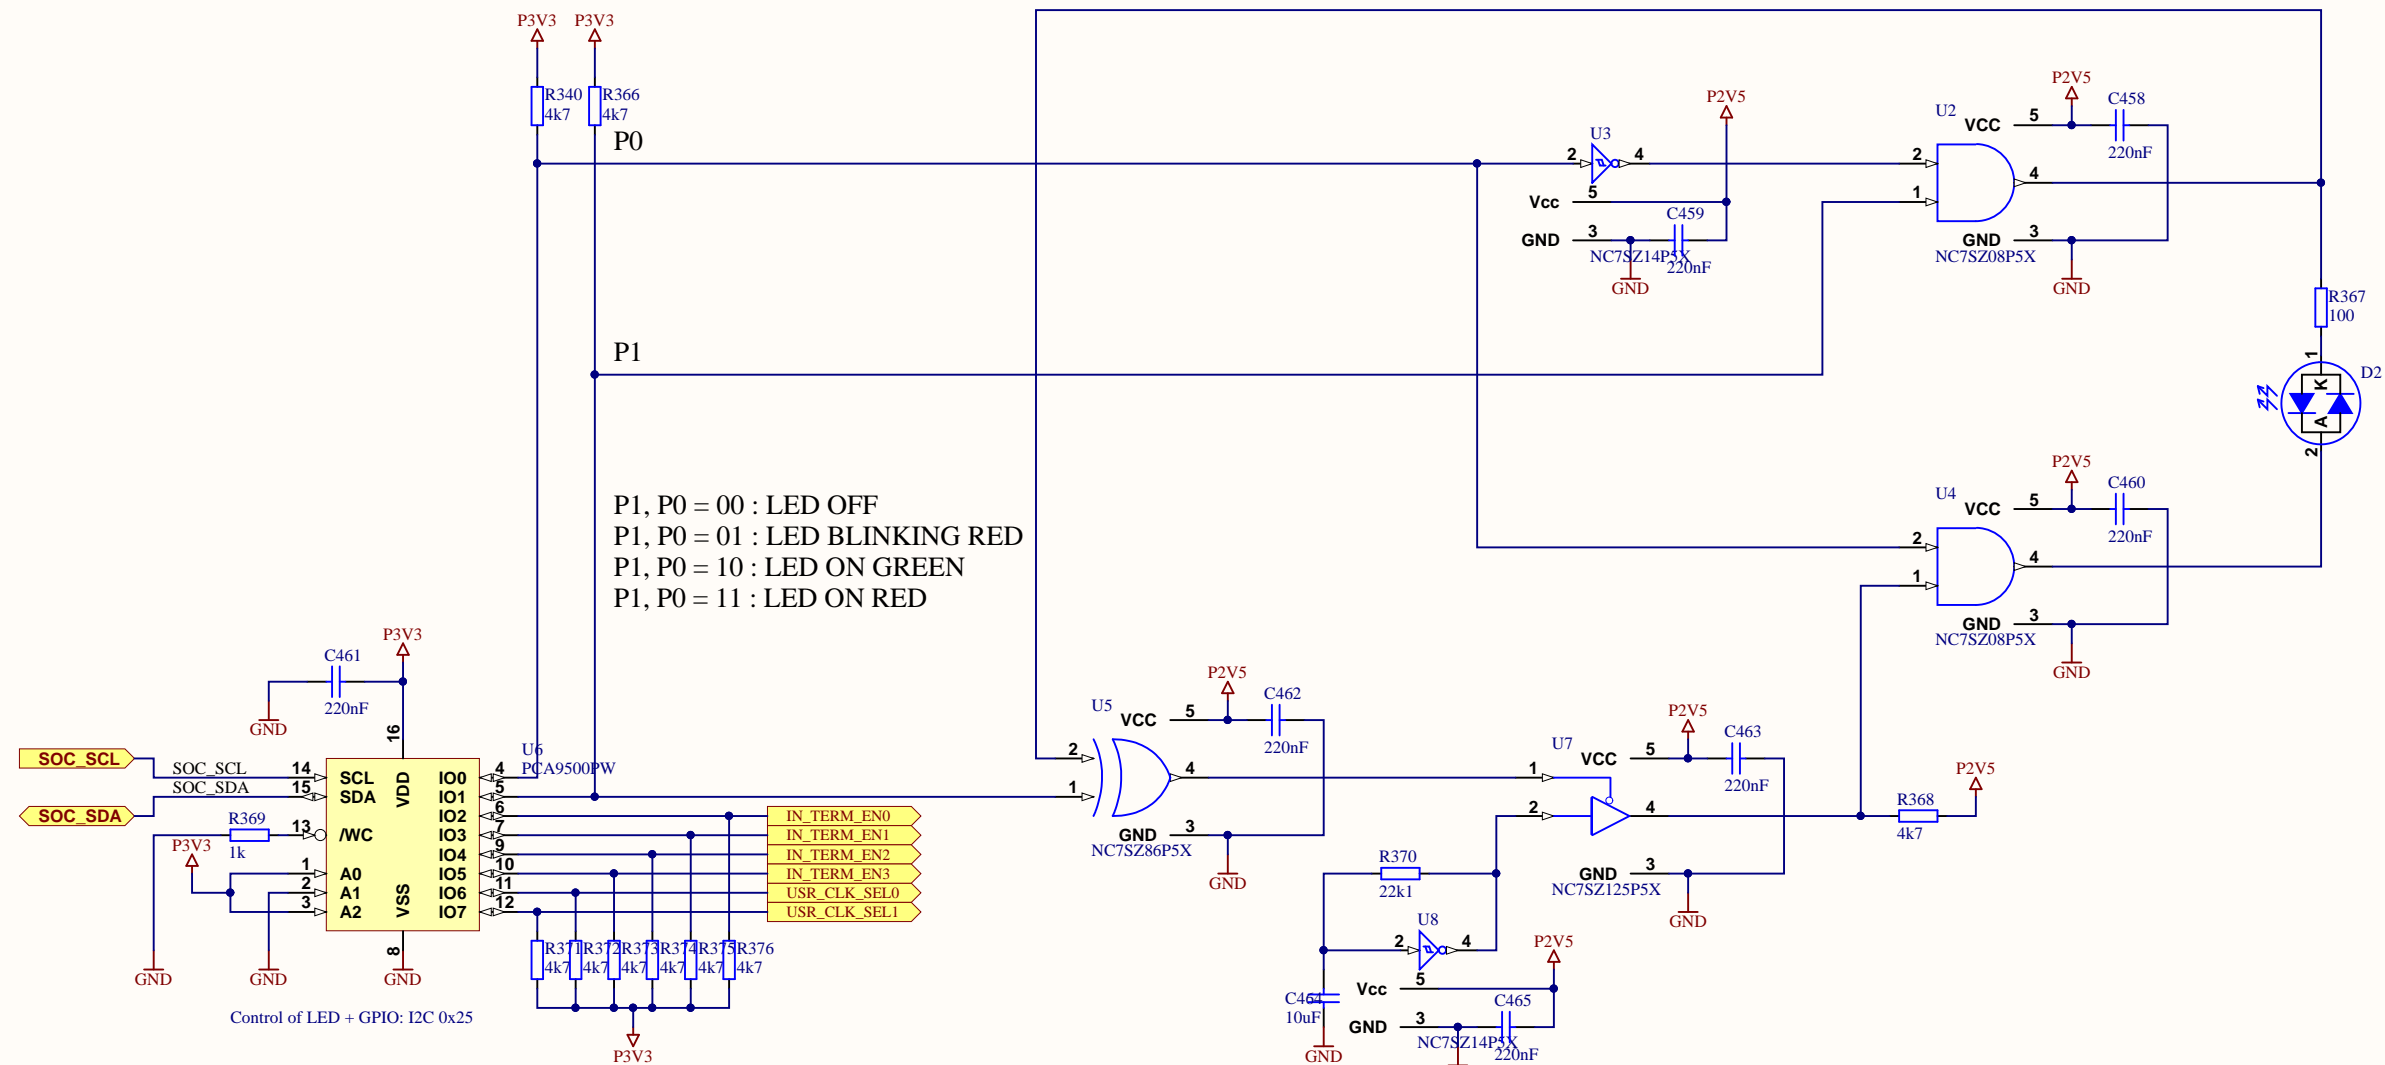 P3V3 P3V3
R340 4k7
R366 4k7
P0
P1
U3
2 4
P2V5
Vcc 5
C459
220nF
GND 3
NC7SZ14P5X
GND
U2
P2V5
VCC 5
C458
220nF
2
1
4
GND 3
NC7SZ08P5X
GND
R367
100
1
K
A
D2
2
P1, P0 = 00 : LED OFF
P1, P0 = 01 : LED BLINKING RED
P1, P0 = 10 : LED ON GREEN
P1, P0 = 11 : LED ON RED
U4
P2V5
VCC 5
C460
220nF
2
1
4
GND 3
NC7SZ08P5X
GND
P3V3
C461
220nF
GND
16
U6
PCA9500PW
SOC_SCL
SOC_SCL
14 SCL
SOC_SDA
SOC_SDA
15 SDA
VDD
R369
1k
13 /WC
P3V3
1 A0
2 A1
3 A2
VSS
8
IO0 4
IO1 5
IO2 6
IO3 7
IO4 9
IO5 10
IO6 11
IO7 12
IN_TERM_EN0
IN_TERM_EN1
IN_TERM_EN2
IN_TERM_EN3
USR_CLK_SEL0
USR_CLK_SEL1
GND
GND
GND
R371 4k7
R372 4k7
R373 4k7
R374 4k7
R375 4k7
R376 4k7
P3V3
Control of LED + GPIO: I2C 0x25
U5
P2V5
VCC 5
C462
220nF
2
1
4
GND 3
NC7SZ86P5X
GND
U7
P2V5
VCC 5
C463
220nF
1
2
4
GND 3
NC7SZ125P5X
GND
R368
4k7
P2V5
R370
22k1
U8
2 4
P2V5
Vcc 5
C465
220nF
GND 3
NC7SZ14P5X
C464
10uF
GND